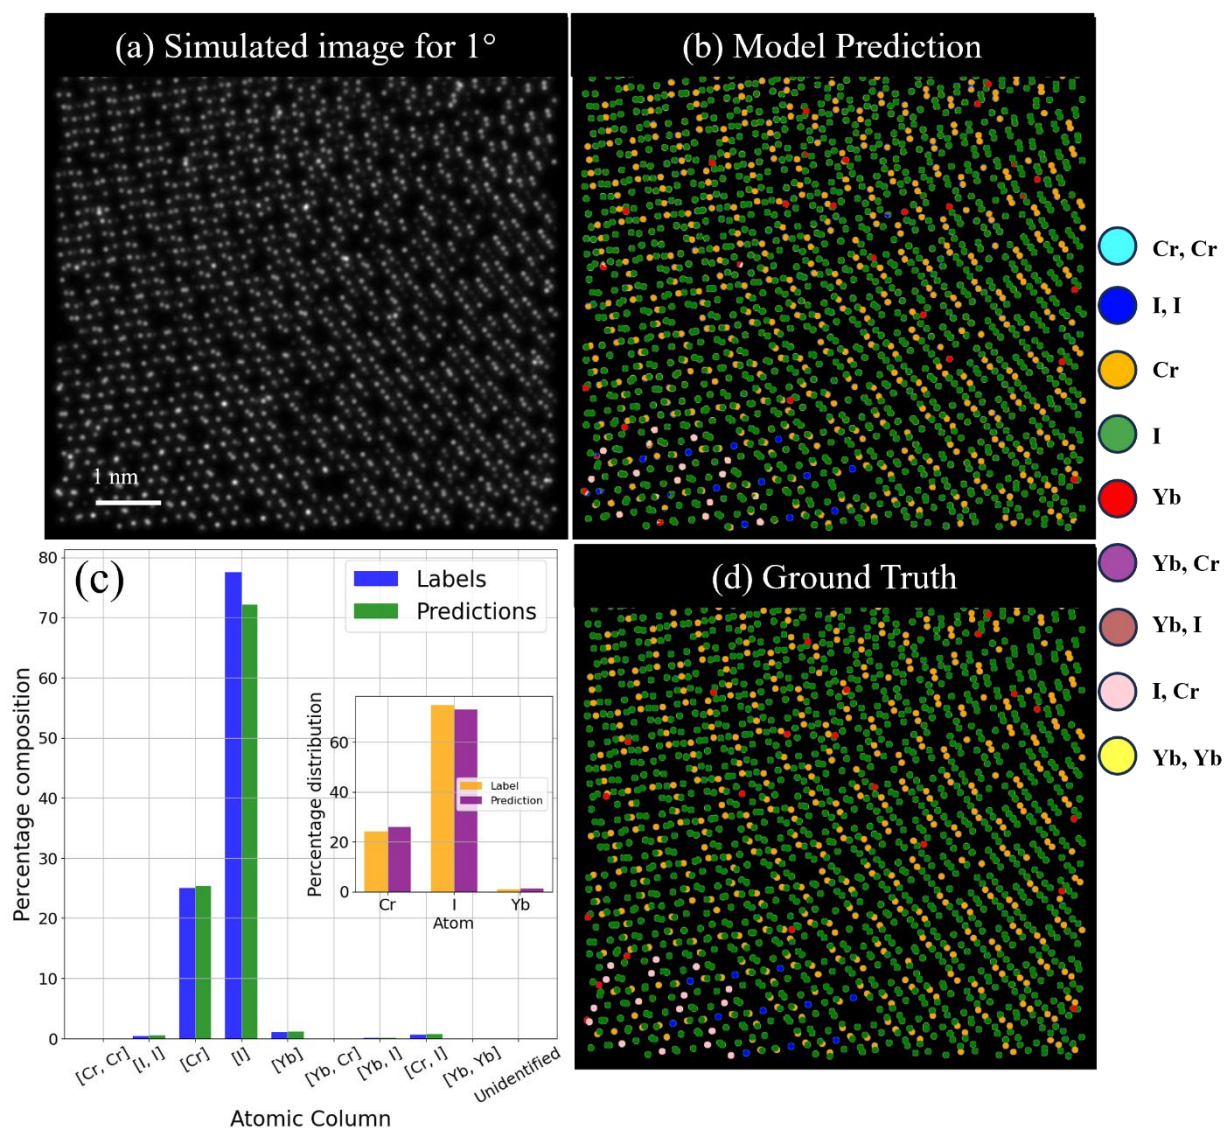 (a) Simulated image for 1°
(b) Model Prediction
1 nm
Cr, Cr
I, I
Cr
I
Yb
Yb, Cr
Yb, I
I, Cr
Yb, Yb
(c)
Labels
Predictions
Percentage composition
80
70
60
50
40
30
20
10
0
[Cr, Cr]
[I, I]
[Cr]
[I]
[Yb]
[Yb, Cr]
[Yb, I]
[Cr, I]
[Yb, Yb]
Unidentified
Atomic Column
Percentage distribution
60
40
20
0
Label
Prediction
Cr
I
Yb
Atom
(d) Ground Truth